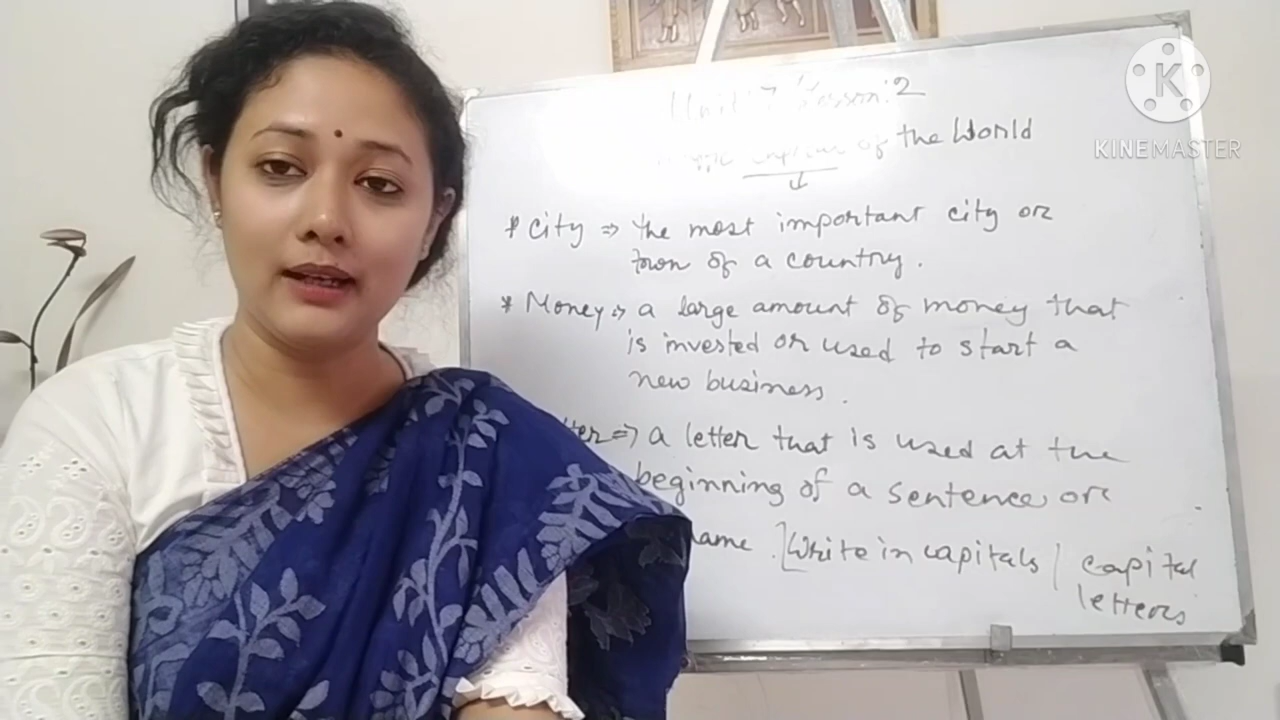 Unit: 7 Lesson: 2
Traffic Capital of the World
* City ⇒ the most important city or
town of a country.
* Money ⇒ a large amount of money that
is invested or used to start a
new business.
⇒ a letter that is used at the
beginning of a sentence or
name. [Write in capitals / capital
letters
K
KINEMASTER